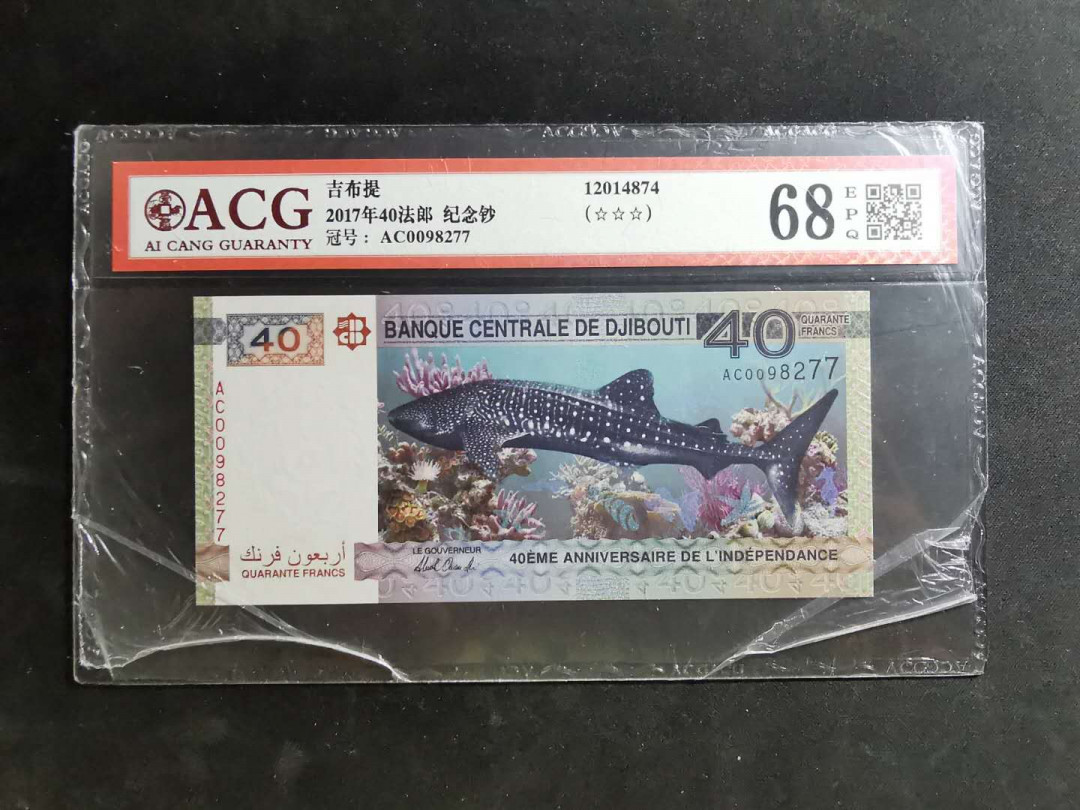 ACG
AI CANG GUARANTY
吉布提
2017年40法郎 纪念钞
冠号: AC0098277
12014874
(☆☆☆)
68
EPQ
40
BANQUE CENTRALE DE DJIBOUTI
40
QUARANTE
FRANCS
AC0098277
AC0098277
أربعون فرنك
QUARANTE FRANCS
LE GOUVERNEUR
40ÈME ANNIVERSAIRE DE L'INDÉPENDANCE